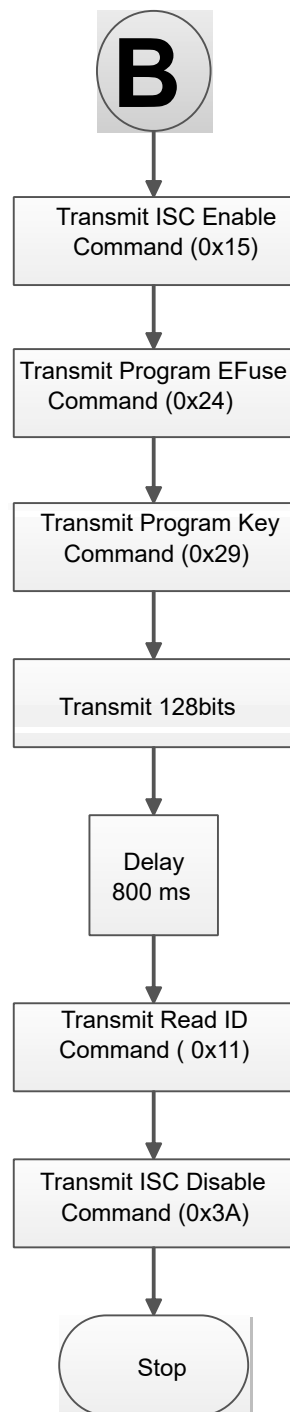 B
Transmit ISC Enable
Command (0x15)
Transmit Program EFuse
Command (0x24)
Transmit Program Key
Command (0x29)
Transmit 128bits
Delay
800 ms
Transmit Read ID
Command ( 0x11)
Transmit ISC Disable
Command (0x3A)
Stop